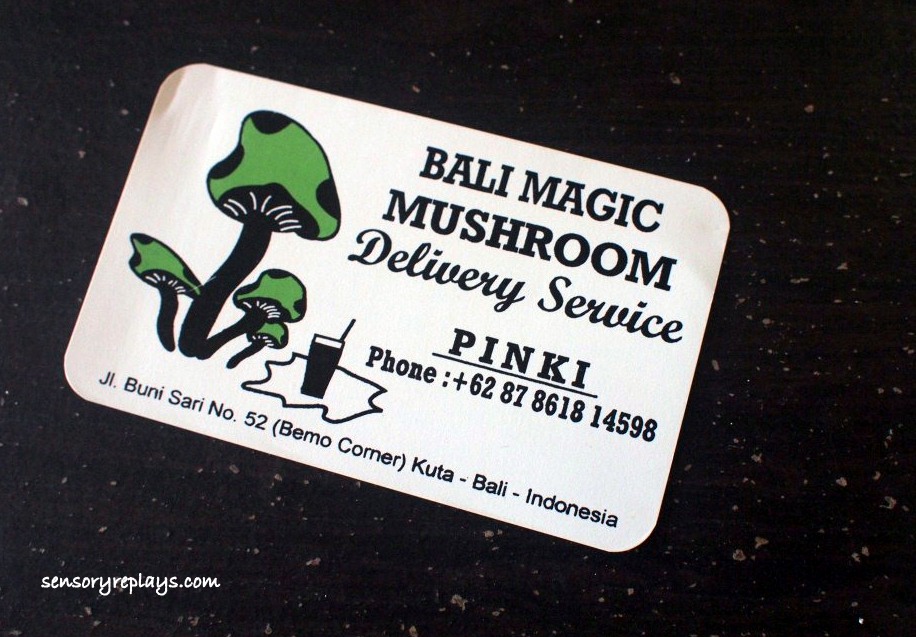 BALI MAGIC
MUSHROOM
Delivery Service
PINKI
Phone :+62 87 8618 14598
Jl. Buni Sari No. 52 (Bemo Corner) Kuta - Bali - Indonesia
sensoryreplays.com